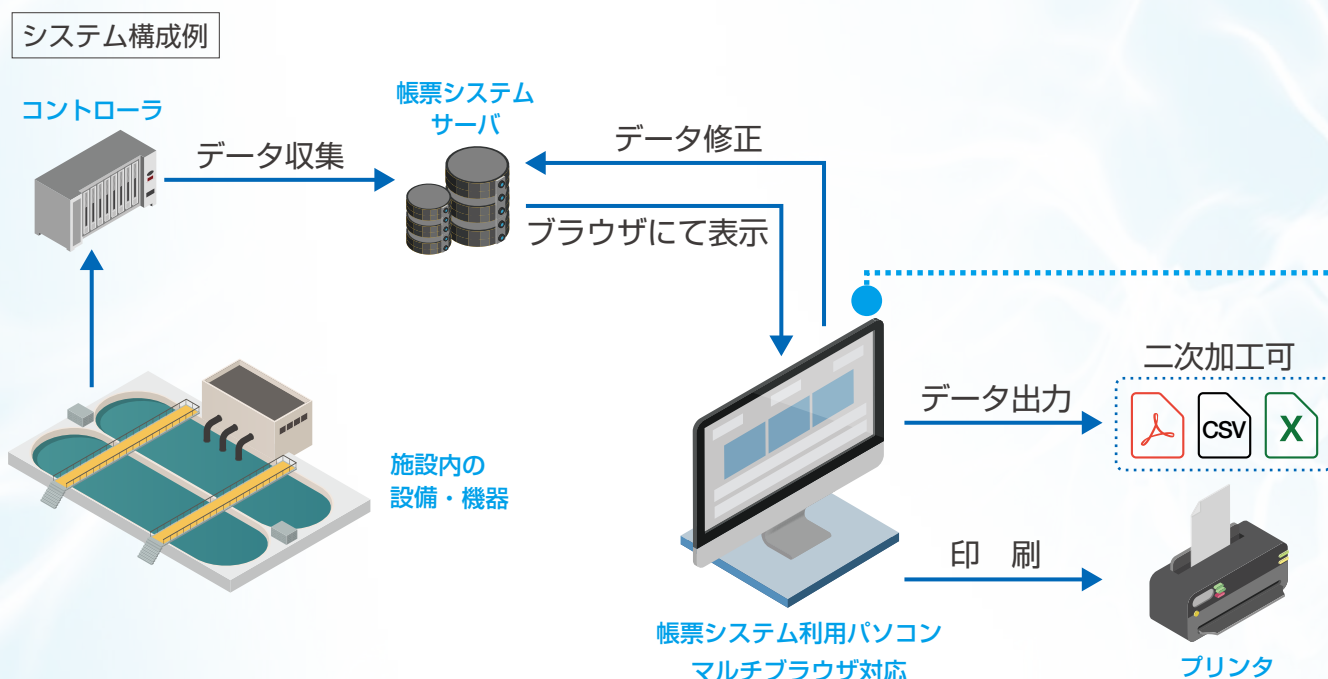 システム構成例
コントローラ
データ収集
帳票システム
サーバ
データ修正
ブラウザにて表示
施設内の
設備・機器
二次加工可
データ出力
CSV
X
印　刷
帳票システム利用パソコン
マルチブラウザ対応
プリンタ